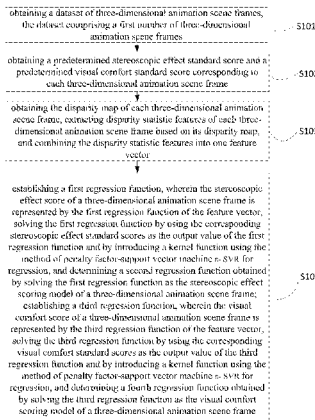 obtaining a dataset of three-dimensional animation scene frames,
the dataset comprising a first number of three-dimensional
animation scene frames
S101
obtaining a predetermined stereoscopic effect standard score and a
predetermined visual comfort standard score corresponding to
each three-dimensional animation scene frame
S102
obtaining the disparity map of each three-dimensional animation
scene frame, extracting disparity statistic features of each three-
dimensional animation scene frame based on its disparity map,
and combining the disparity statistic features into one feature
vector
S103
establishing a first regression function, wherein the stereoscopic
effect score of a three-dimensional animation scene frame is
represented by the first regression function of the feature vector,
solving the first regression function by using the corresponding
stereoscopic effect standard scores as the output value of the first
regression function and by introducing a kernel function using the
method of penalty factor-support vector machine ε-SVR for
regression, and determining a second regression function obtained
by solving the first regression function as the stereoscopic effect
scoring model of a three-dimensional animation scene frame;
establishing a third regression function, wherein the visual
comfort score of a three-dimensional animation scene frame is
represented by the third regression function of the feature vector,
solving the third regression function by using the corresponding
visual comfort standard scores as the output value of the third
regression function and by introducing a kernel function using the
method of penalty factor-support vector machine ε-SVR for
regression, and determining a fourth regression function obtained
by solving the third regression function as the visual comfort
scoring model of a three-dimensional animation scene frame
S10